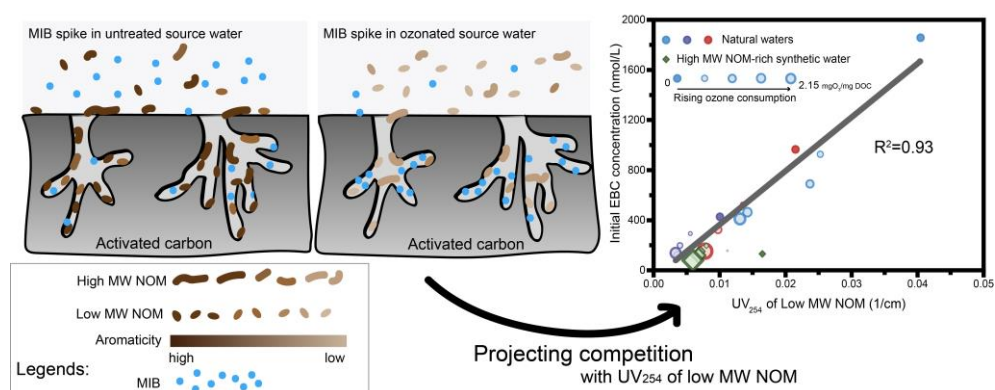 MIB spike in untreated source water
MIB spike in ozonated source water
Activated carbon
Activated carbon
High MW NOM
Low MW NOM
Aromaticity
high
low
Legends:
MIB
Projecting competition
with UV254 of low MW NOM
Initial EBC concentration (nmol/L)
2000
1600
1200
800
400
0
Natural waters
High MW NOM-rich synthetic water
0
2.15 mgO3/mg DOC
Rising ozone consumption
R²=0.93
0.00
0.01
0.02
0.03
0.04
0.05
UV254 of Low MW NOM (1/cm)